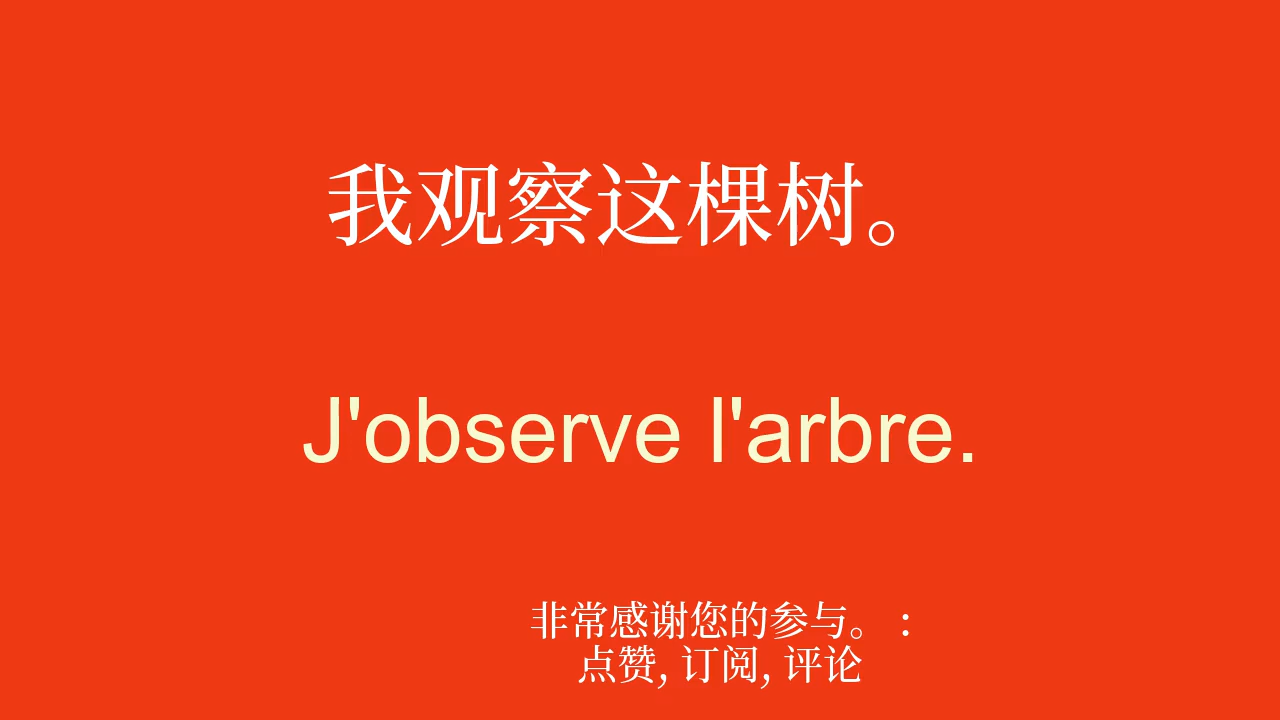 我观察这棵树。
J'observe l'arbre.
非常感谢您的参与。 :
点赞, 订阅, 评论